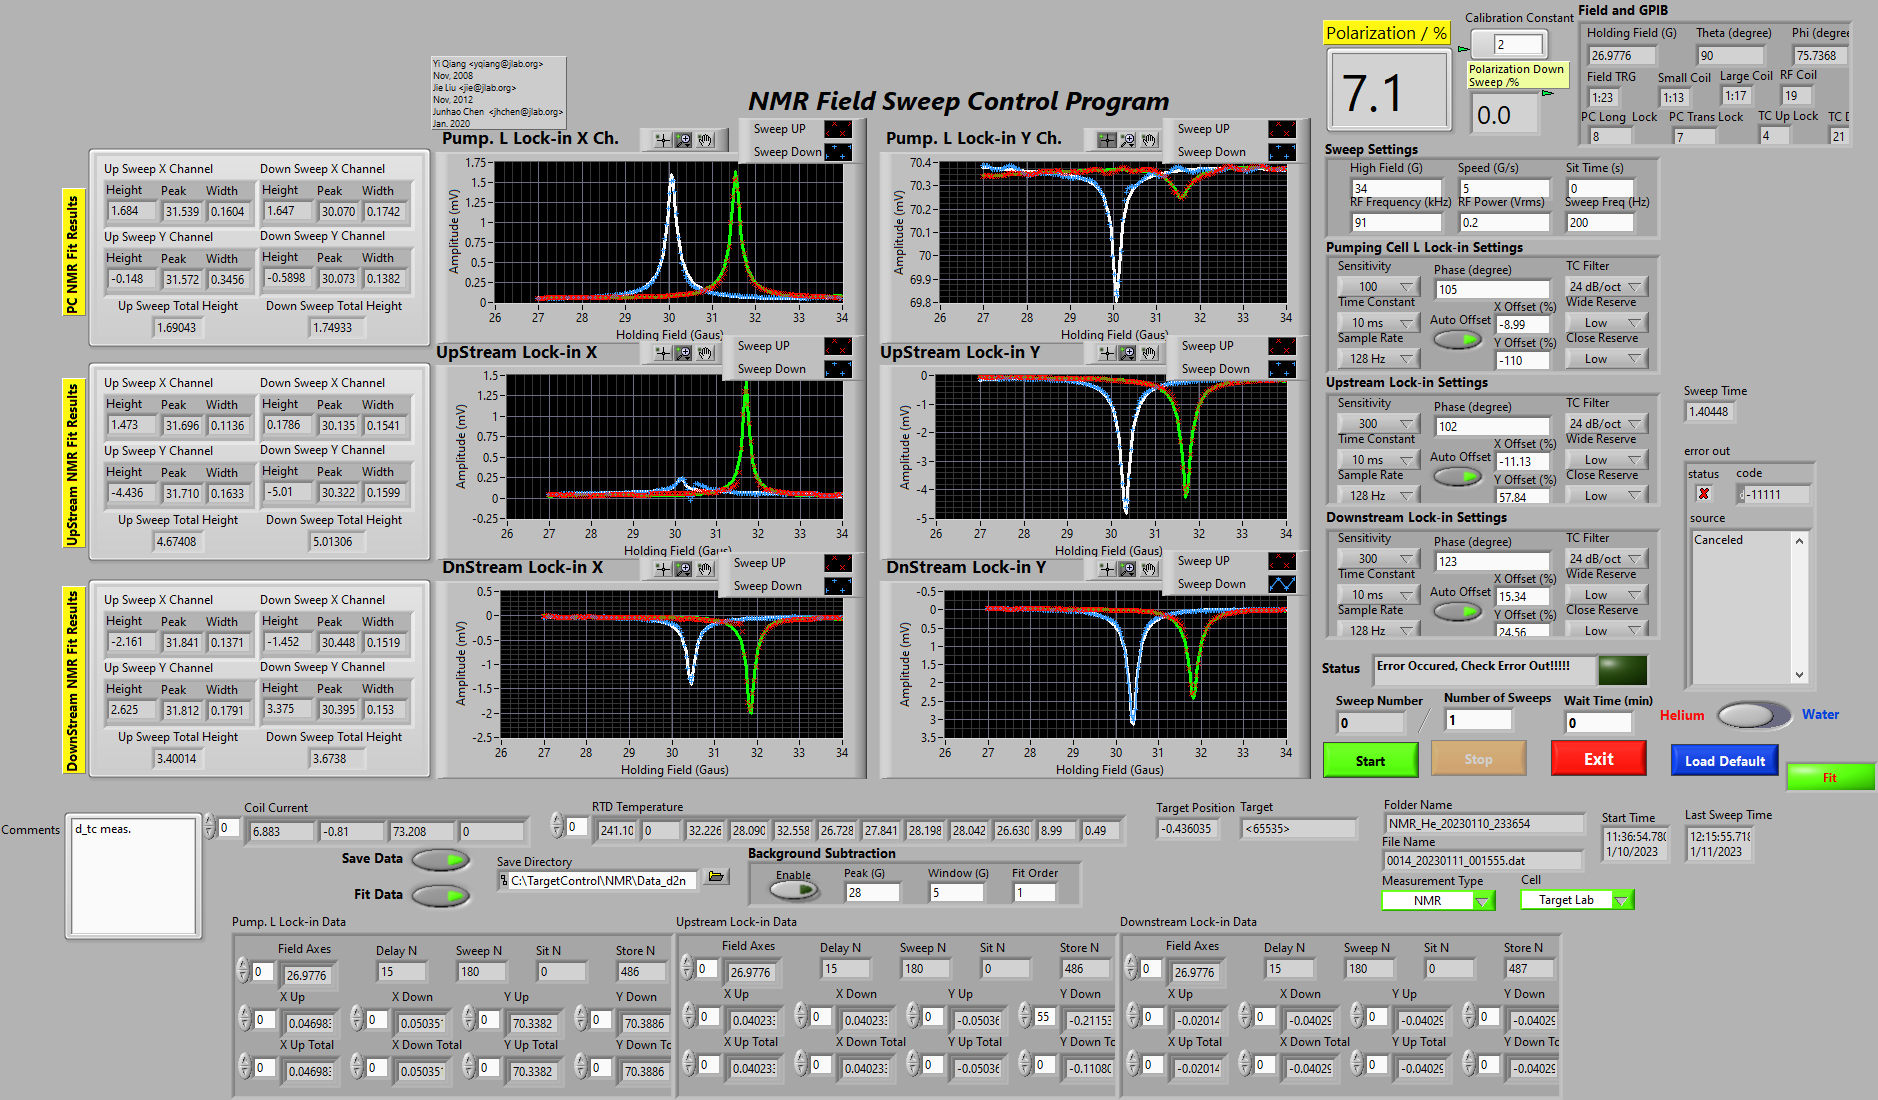 Yi Qiang <yqiang@jlab.org>
Nov, 2008
Jie Liu <jie@jlab.org>
Nov, 2012
Junhao Chen <jhchen@jlab.org>
Jan. 2020
NMR Field Sweep Control Program
Polarization / %
7.1
Calibration Constant
2
Polarization Down
Sweep /%
0.0
Field and GPIB
Holding Field (G) Theta (degree) Phi (degree
26.9776 90 75.7368
Field TRG Small Coil Large Coil RF Coil
1:23 1:13 1:17 19
PC Long Lock PC Trans Lock TC Up Lock TC D
8 7 4 21
PC NMR Fit Results
Up Sweep X Channel Down Sweep X Channel
Height Peak Width Height Peak Width
1.684 31.539 0.1604 1.647 30.070 0.1742
Up Sweep Y Channel Down Sweep Y Channel
Height Peak Width Height Peak Width
-0.148 31.572 0.3456 -0.5898 30.073 0.1382
Up Sweep Total Height Down Sweep Total Height
1.69043 1.74933
UpStream NMR Fit Results
Up Sweep X Channel Down Sweep X Channel
Height Peak Width Height Peak Width
1.473 31.696 0.1136 0.1786 30.135 0.1541
Up Sweep Y Channel Down Sweep Y Channel
Height Peak Width Height Peak Width
-4.436 31.710 0.1633 -5.01 30.322 0.1599
Up Sweep Total Height Down Sweep Total Height
4.67408 5.01306
DownStream NMR Fit Results
Up Sweep X Channel Down Sweep X Channel
Height Peak Width Height Peak Width
-2.161 31.841 0.1371 -1.452 30.448 0.1519
Up Sweep Y Channel Down Sweep Y Channel
Height Peak Width Height Peak Width
2.625 31.812 0.1791 3.375 30.395 0.153
Up Sweep Total Height Down Sweep Total Height
3.40014 3.6738
Pump. L Lock-in X Ch.
Sweep UP
Sweep Down
Amplitude (mV)
1.75
1.5
1.25
1
0.75
0.5
0.25
0
26 27 28 29 30 31 32 33 34
Holding Field (Gaus)
Pump. L Lock-in Y Ch.
Sweep UP
Sweep Down
Amplitude (mV)
70.4
70.3
70.2
70.1
70
69.9
69.8
26 27 28 29 30 31 32 33 34
Holding Field (Gaus)
UpStream Lock-in X
Sweep UP
Sweep Down
Amplitude (mV)
1.5
1.25
1
0.75
0.5
0.25
0
-0.25
26 27 28 29 30 31 32 33 34
Holding Field (Gaus)
UpStream Lock-in Y
Sweep UP
Sweep Down
Amplitude (mV)
0
-1
-2
-3
-4
-5
26 27 28 29 30 31 32 33 34
Holding Field (Gaus)
DnStream Lock-in X
Sweep UP
Sweep Down
Amplitude (mV)
0.5
0
-0.5
-1
-1.5
-2
-2.5
26 27 28 29 30 31 32 33 34
Holding Field (Gaus)
DnStream Lock-in Y
Sweep UP
Sweep Down
Amplitude (mV)
-0.5
0
0.5
1
1.5
2
2.5
3
3.5
26 27 28 29 30 31 32 33 34
Holding Field (Gaus)
Sweep Settings
High Field (G) Speed (G/s) Sit Time (s)
34 5 0
RF Frequency (kHz) RF Power (Vrms) Sweep Freq (Hz)
91 0.2 200
Pumping Cell L Lock-in Settings
Sensitivity Phase (degree) TC Filter
100 105 24 dB/oct
Time Constant X Offset (%) Wide Reserve
10 ms Auto Offset -8.99 Low
Sample Rate Y Offset (%) Close Reserve
128 Hz -110 Low
Upstream Lock-in Settings
Sensitivity Phase (degree) TC Filter
300 102 24 dB/oct
Time Constant X Offset (%) Wide Reserve
10 ms Auto Offset -11.13 Low
Sample Rate Y Offset (%) Close Reserve
128 Hz 57.84 Low
Downstream Lock-in Settings
Sensitivity Phase (degree) TC Filter
300 123 24 dB/oct
Time Constant X Offset (%) Wide Reserve
10 ms Auto Offset 15.34 Low
Sample Rate Y Offset (%) Close Reserve
128 Hz 24.56 Low
Sweep Time
1.40448
error out
status code
-11111
source
Canceled
Status Error Occured, Check Error Out!!!!!
Sweep Number Number of Sweeps Wait Time (min)
0 / 1 0
Helium Water
Start Stop Exit Load Default Fit
Comments
d_tc meas.
Coil Current
0 6.883 -0.81 73.208 0
RTD Temperature
0 241.10 0 32.226 28.090 32.558 26.728 27.841 28.198 28.042 26.630 8.99 0.49
Target Position Target
-0.436035 <65535>
Folder Name
NMR_He_20230110_233654
File Name
0014_20230111_001555.dat
Start Time
11:36:54.780
1/10/2023
Last Sweep Time
12:15:55.718
1/11/2023
Measurement Type Cell
NMR Target Lab
Save Data
Fit Data
Save Directory
C:\TargetControl\NMR\Data_d2n
Background Subtraction
Enable Peak (G) Window (G) Fit Order
28 5 1
Pump. L Lock-in Data
Field Axes Delay N Sweep N Sit N Store N
0 26.9776 15 180 0 486
X Up X Down Y Up Y Down
0 0.046983 0 0.05035 0 70.3382 0 70.3886
X Up Total X Down Total Y Up Total Y Down To
0 0.046983 0 0.05035 0 70.3382 0 70.3886
Upstream Lock-in Data
Field Axes Delay N Sweep N Sit N Store N
0 26.9776 15 180 0 486
X Up X Down Y Up Y Down
0 0.040233 0 0.040233 0 -0.05036 55 -0.21153
X Up Total X Down Total Y Up Total Y Down To
0 0.040233 0 0.040233 0 -0.05036 0 -0.11080
Downstream Lock-in Data
Field Axes Delay N Sweep N Sit N Store N
0 26.9776 15 180 0 487
X Up X Down Y Up Y Down
0 -0.02014 0 -0.04029 0 -0.04029 0 -0.04029
X Up Total X Down Total Y Up Total Y Down To
0 -0.02014 0 -0.04029 0 -0.04029 0 -0.04029